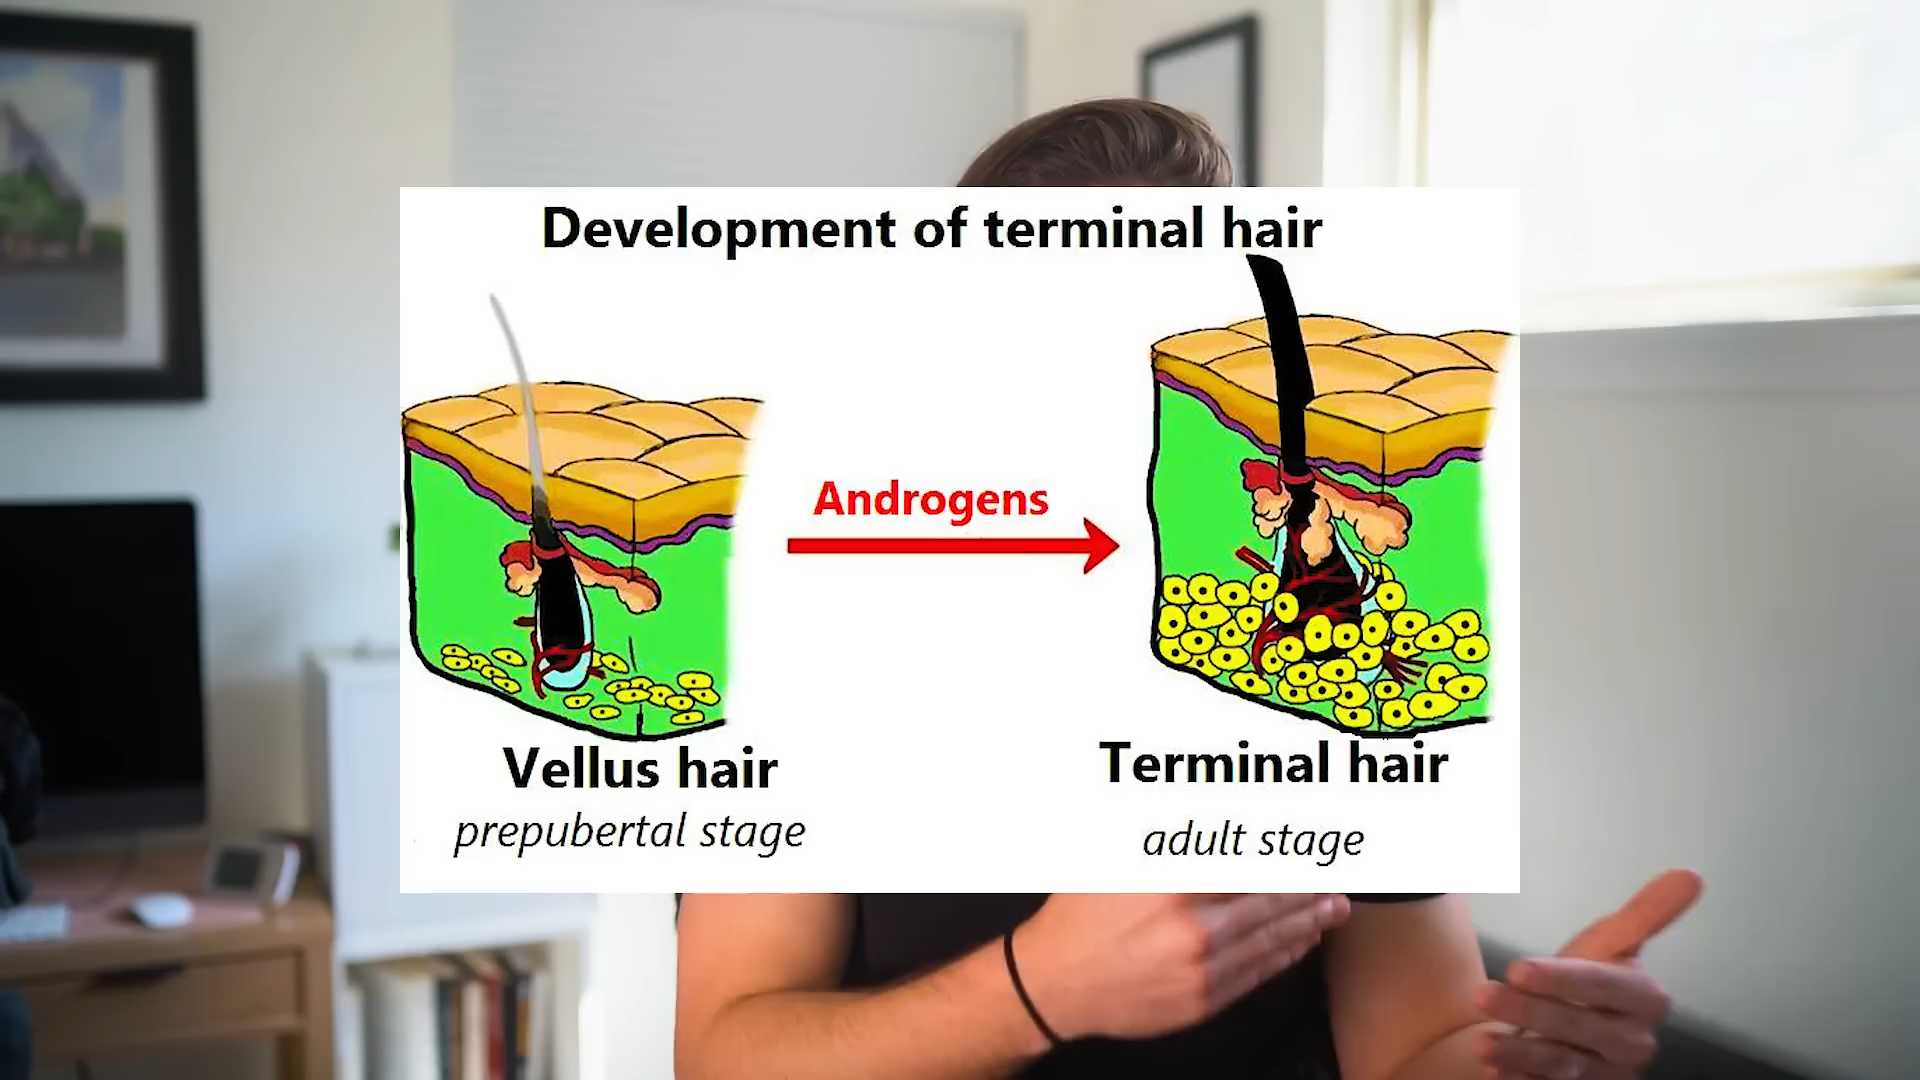 Development of terminal hair
Androgens
Vellus hair
Terminal hair
prepubertal stage
adult stage